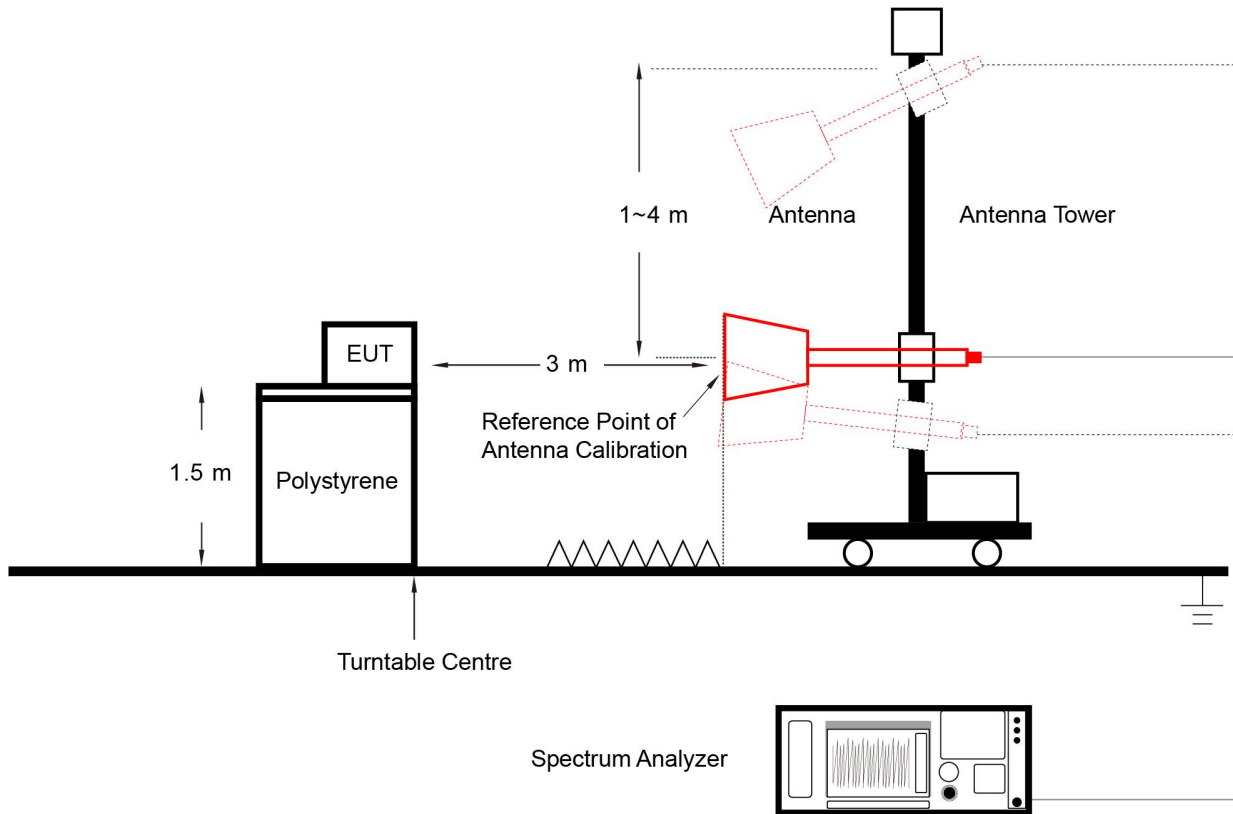 1~4 m
Antenna
Antenna Tower
EUT
3 m
Reference Point of
Antenna Calibration
1.5 m
Polystyrene
Turntable Centre
Spectrum Analyzer